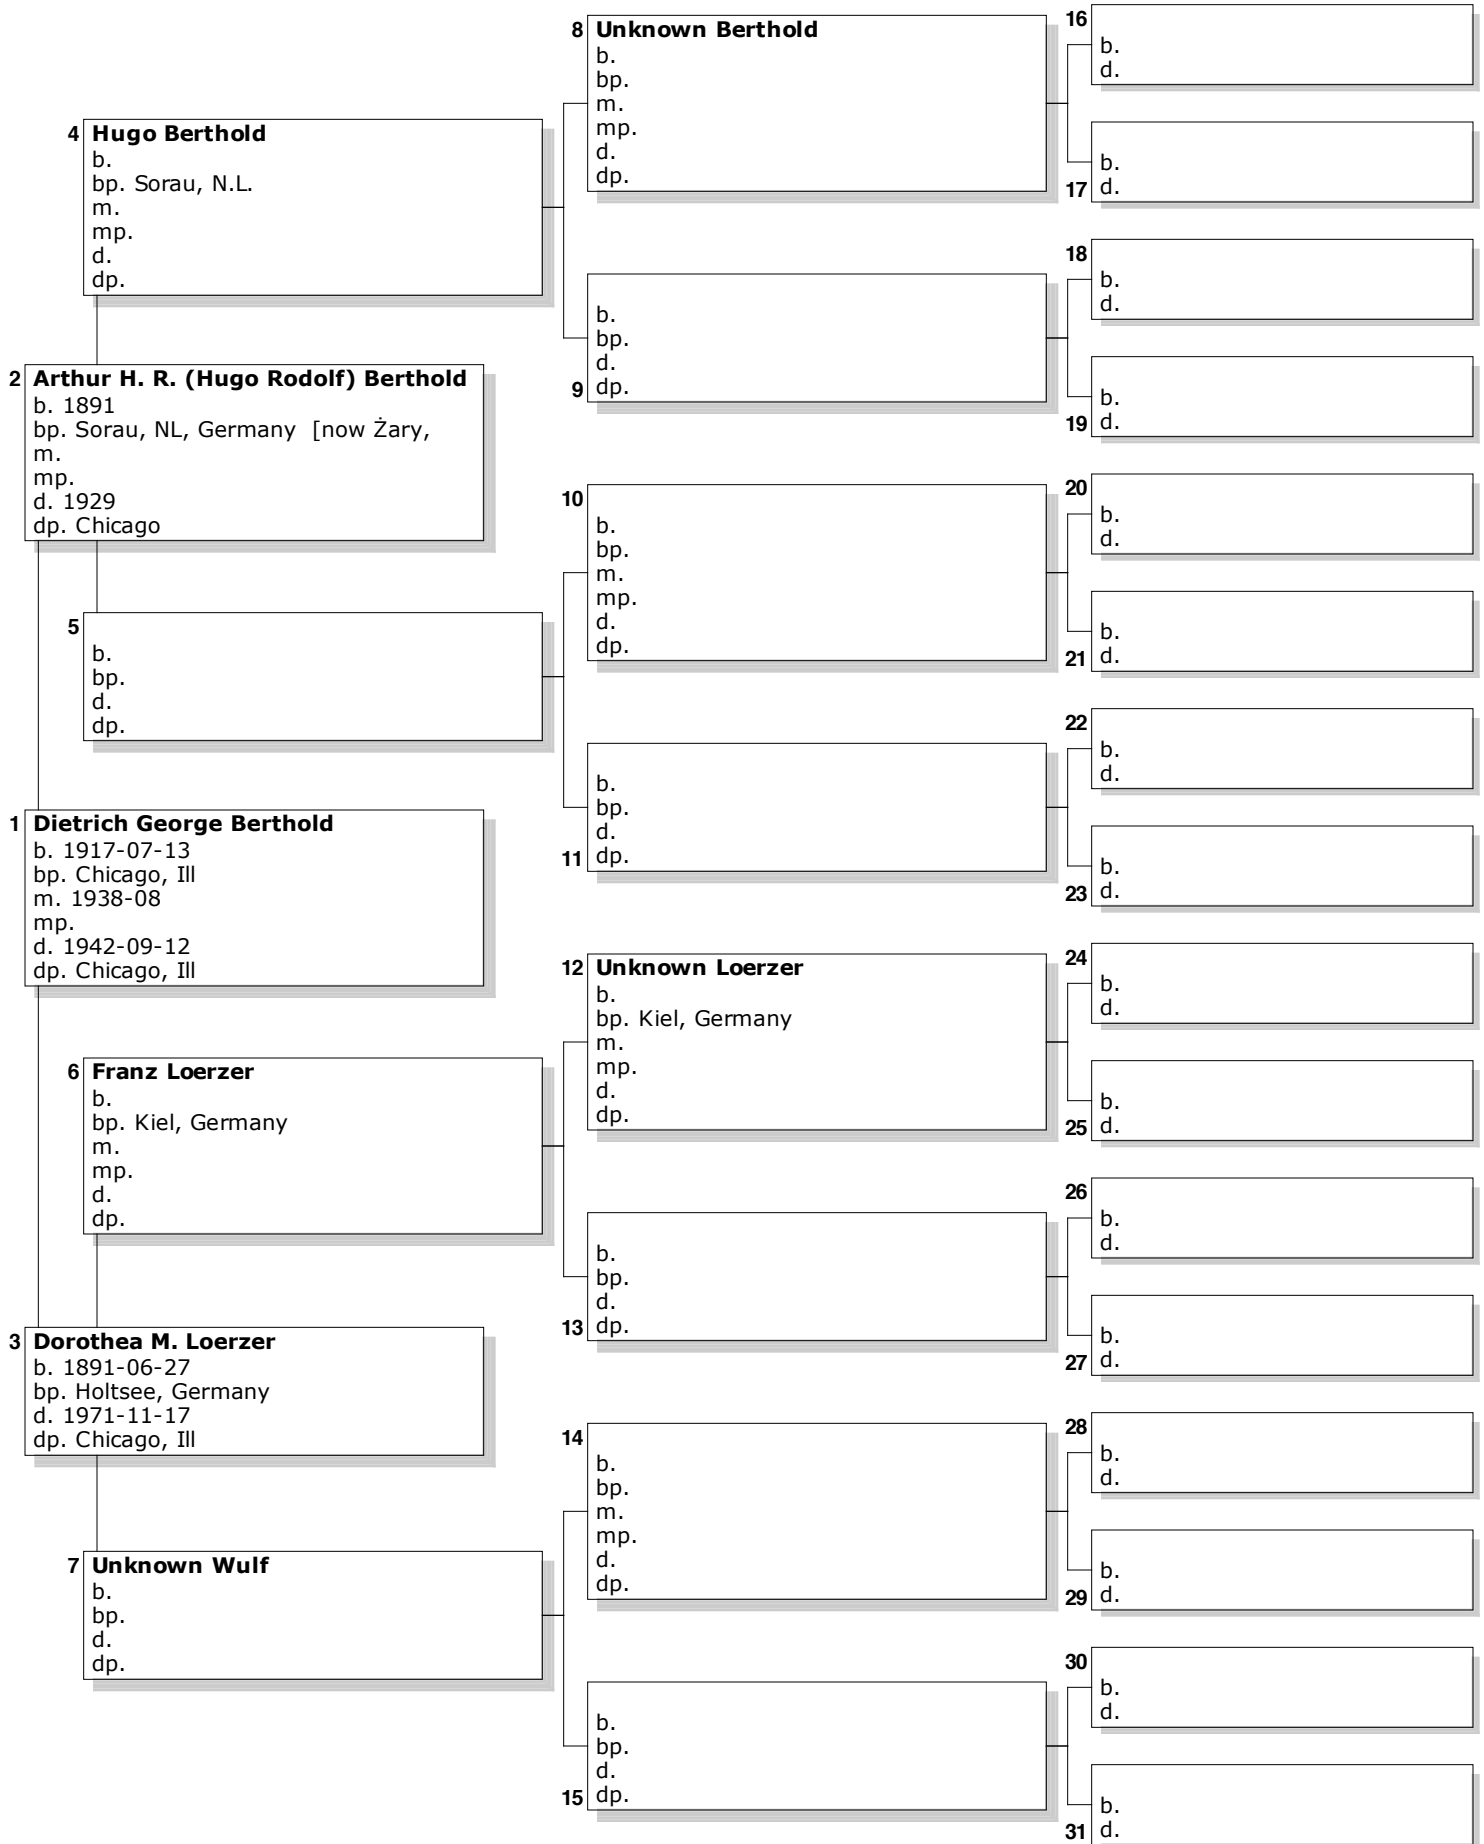 8 Unknown Berthold
b.
bp.
m.
mp.
d.
dp.
16
b.
d.
17
b.
d.
4 Hugo Berthold
b.
bp. Sorau, N.L.
m.
mp.
d.
dp.
9
b.
bp.
d.
dp.
18
b.
d.
19
b.
d.
2 Arthur H. R. (Hugo Rodolf) Berthold
b. 1891
bp. Sorau, NL, Germany [now Żary,
m.
mp.
d. 1929
dp. Chicago
10
b.
bp.
m.
mp.
d.
dp.
20
b.
d.
21
b.
d.
5
b.
bp.
d.
dp.
11
b.
bp.
d.
dp.
22
b.
d.
23
b.
d.
1 Dietrich George Berthold
b. 1917-07-13
bp. Chicago, Ill
m. 1938-08
mp.
d. 1942-09-12
dp. Chicago, Ill
12 Unknown Loerzer
b.
bp. Kiel, Germany
m.
mp.
d.
dp.
24
b.
d.
25
b.
d.
6 Franz Loerzer
b.
bp. Kiel, Germany
m.
mp.
d.
dp.
13
b.
bp.
d.
dp.
26
b.
d.
27
b.
d.
3 Dorothea M. Loerzer
b. 1891-06-27
bp. Holtsee, Germany
d. 1971-11-17
dp. Chicago, Ill
14
b.
bp.
m.
mp.
d.
dp.
28
b.
d.
29
b.
d.
7 Unknown Wulf
b.
bp.
d.
dp.
15
b.
bp.
d.
dp.
30
b.
d.
31
b.
d.